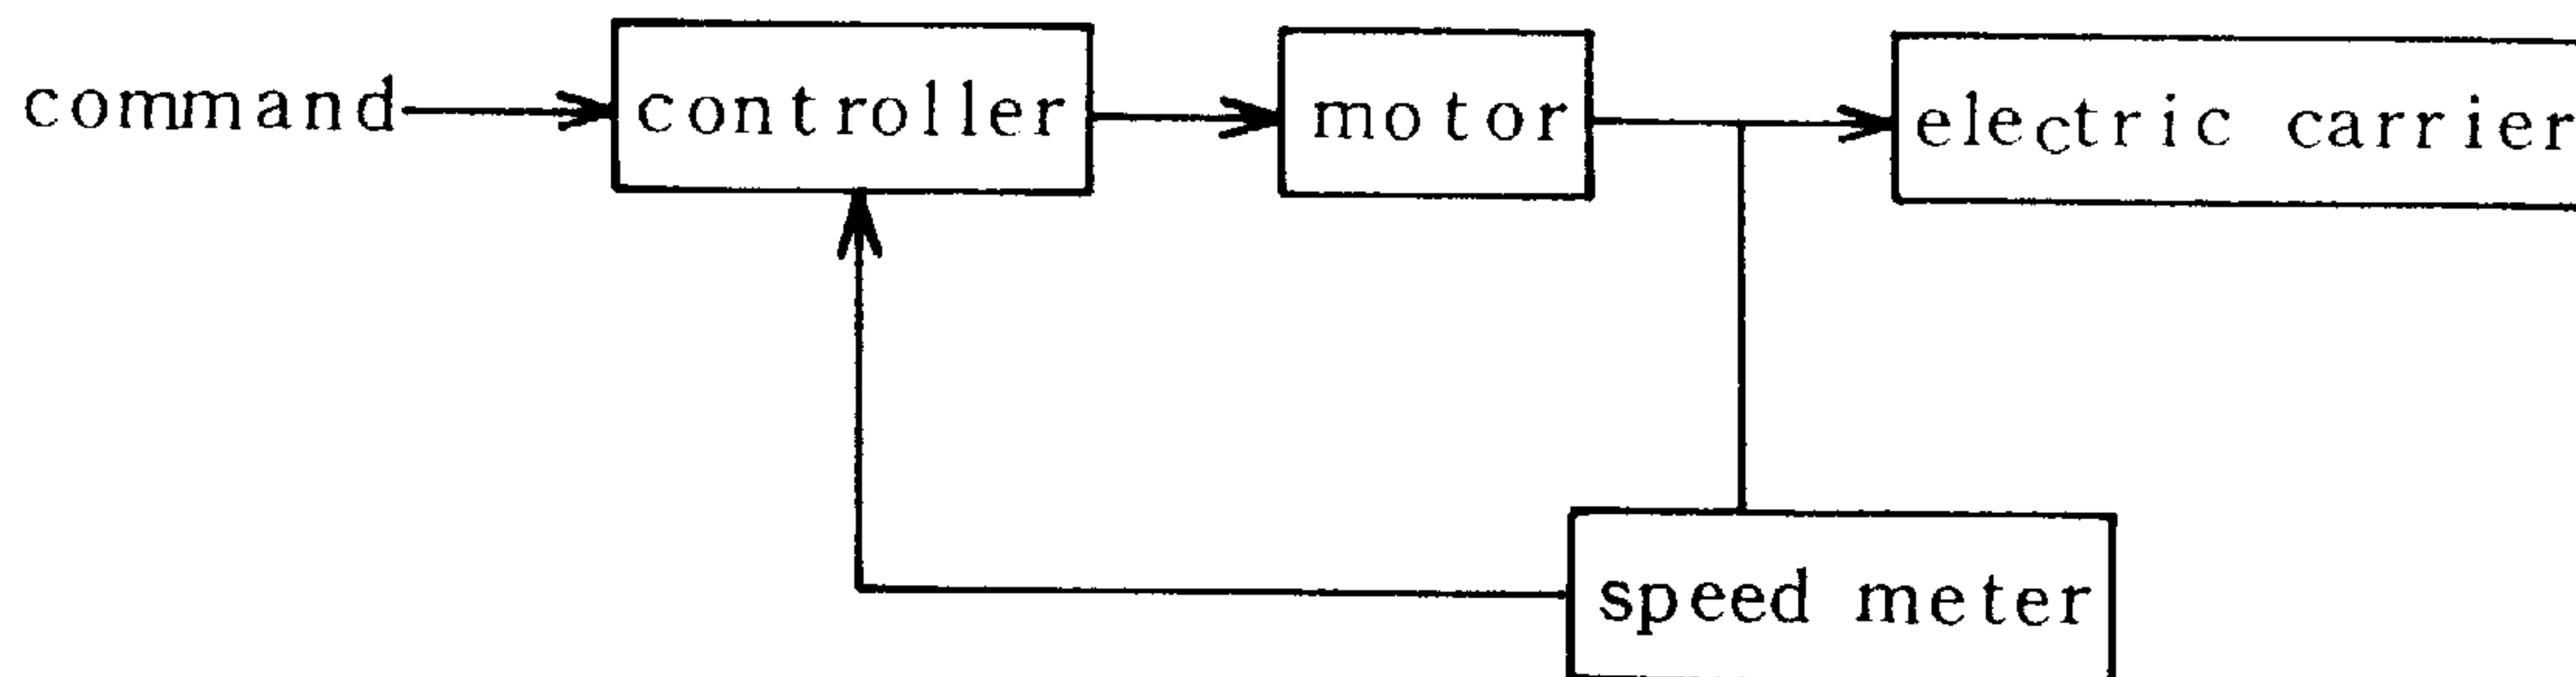 command
controller
motor
electric carrier
speed meter